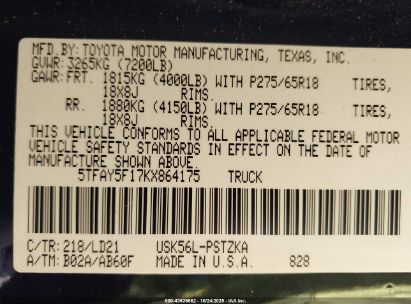 MFD.BY:TOYOTA MOTOR MANUFACTURING, TEXAS, INC.
GVWR:3265KG (7200LB)
GAWR:FRT. 1815KG (4000LB) WITH P275/65R18 TIRES,
18X8J RIMS.
RR. 1880KG (4150LB) WITH P275/65R18 TIRES,
18X8J RIMS.
THIS VEHICLE CONFORMS TO ALL APPLICABLE FEDERAL MOTOR
VEHICLE SAFETY STANDARDS IN EFFECT ON THE DATE OF
MANUFACTURE SHOWN ABOVE.
5TFAY5F17KX864175 TRUCK
C/TR:218/LD21 USK56L-PSTZKA
A/TM:B02A/AB60F MADE IN U.S.A. 828